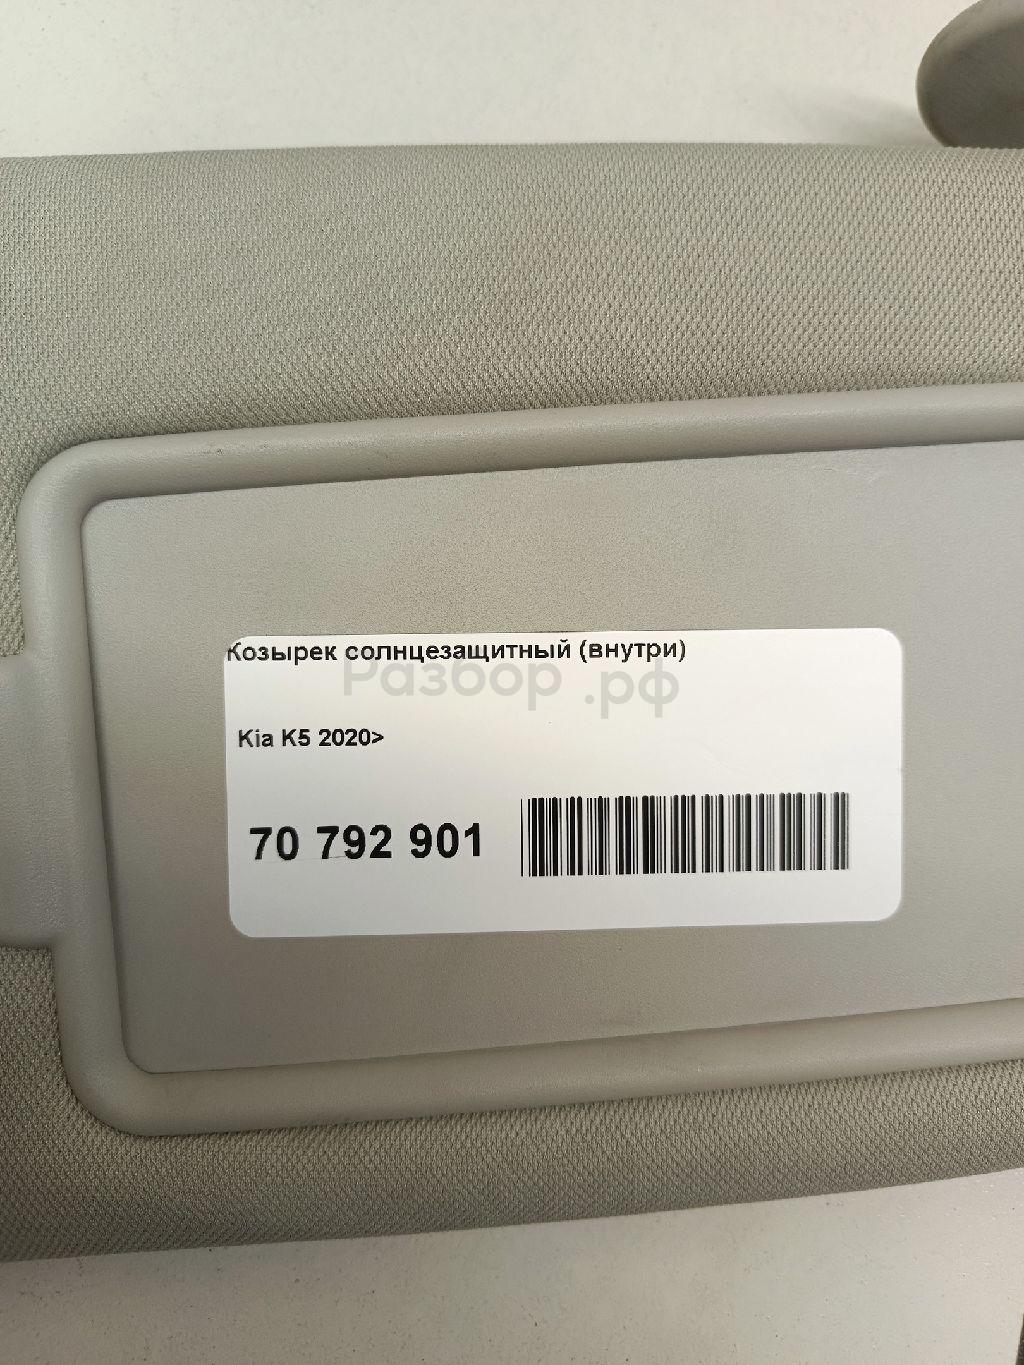 Козырек солнцезащитный (внутри)
Разбор.рф
Kia K5 2020>
70 792 901